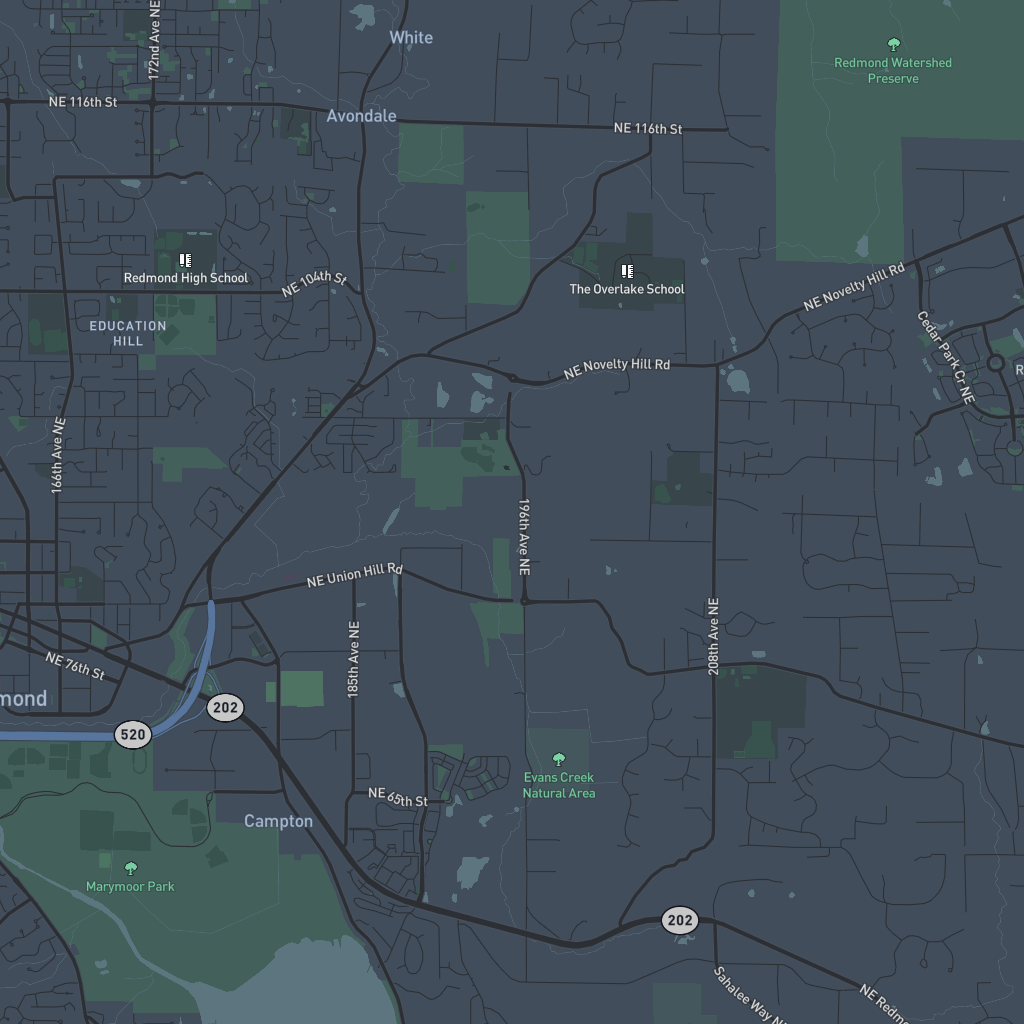 172nd Ave NE
White
Redmond Watershed
Preserve
NE 116th St
Avondale
NE 116th St
Redmond High School
NE 104th St
The Overlake School
NE Novelty Hill Rd
EDUCATION
HILL
Cedar Park Cr NE
NE Novelty Hill Rd
R
166th Ave NE
196th Ave NE
NE Union Hill Rd
185th Ave NE
208th Ave NE
NE 76th St
mond
202
520
Evans Creek
Natural Area
NE 65th St
Campton
Marymoor Park
202
Sahalee Way N
NE Redmo